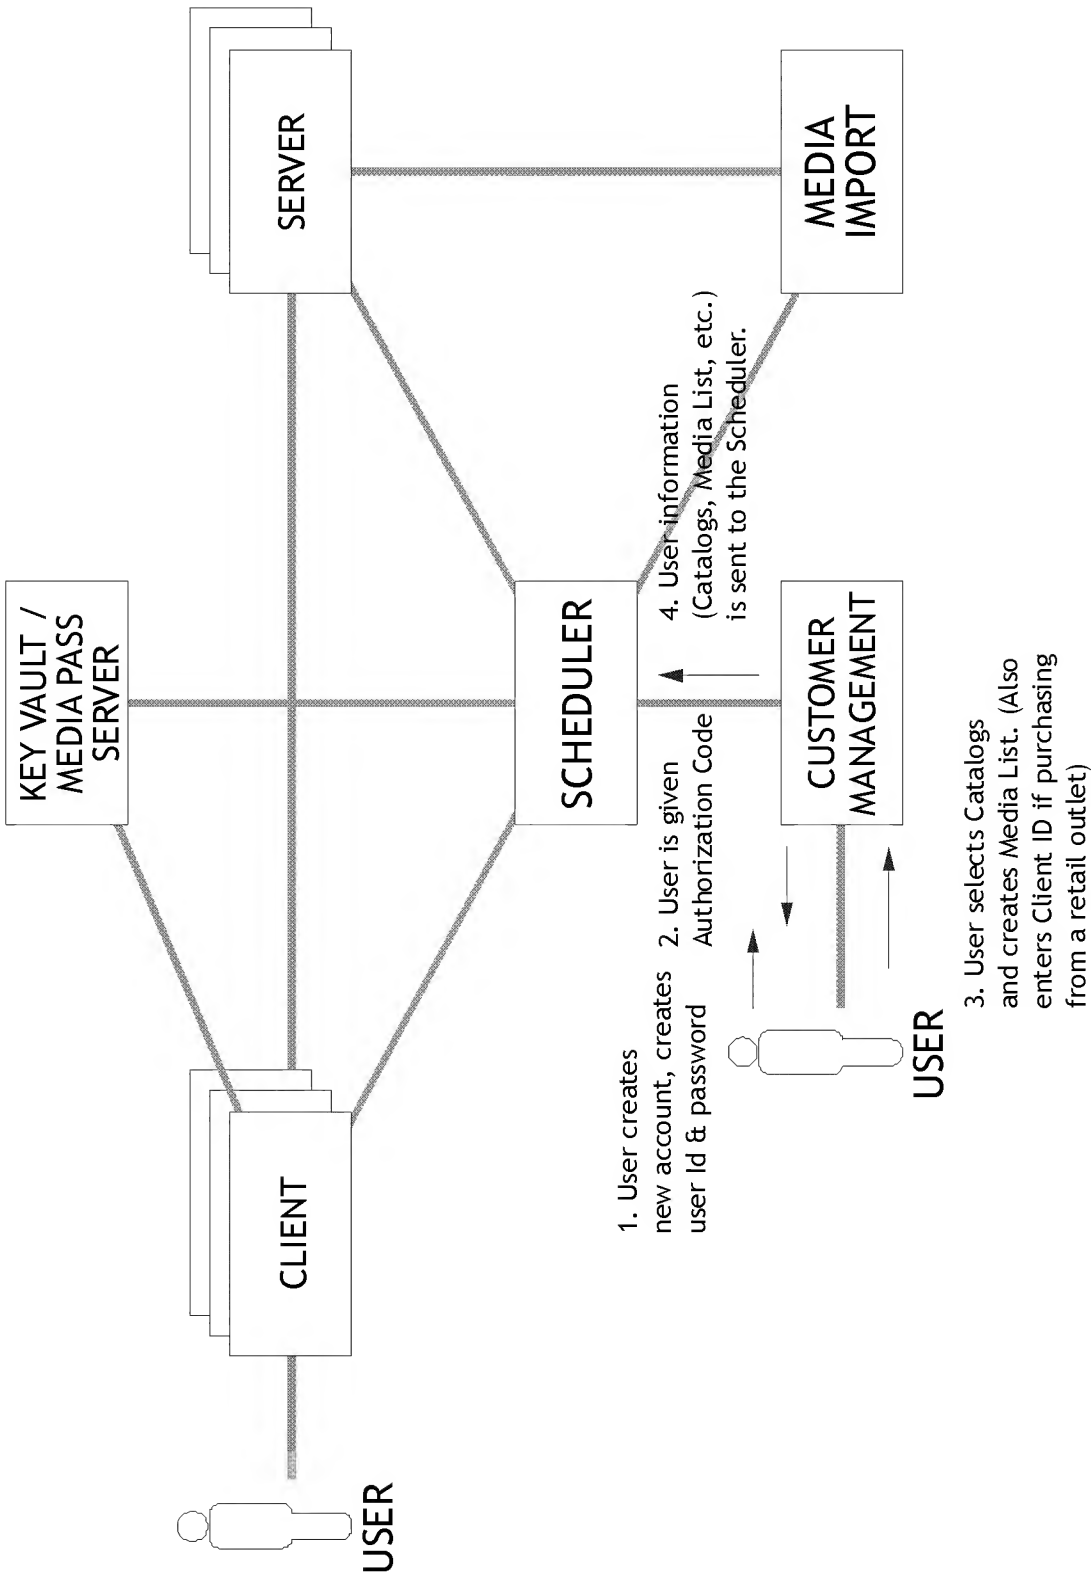 KEY VAULT /
MEDIA PASS
SERVER
CLIENT
SERVER
USER
SCHEDULER
1. User creates
new account, creates
user Id & password
2. User is given
Authorization Code
4. User information
(Catalogs, Media List, etc.)
is sent to the Scheduler.
USER
CUSTOMER
MANAGEMENT
MEDIA
IMPORT
3. User selects Catalogs
and creates Media List. (Also
enters Client ID if purchasing
from a retail outlet)